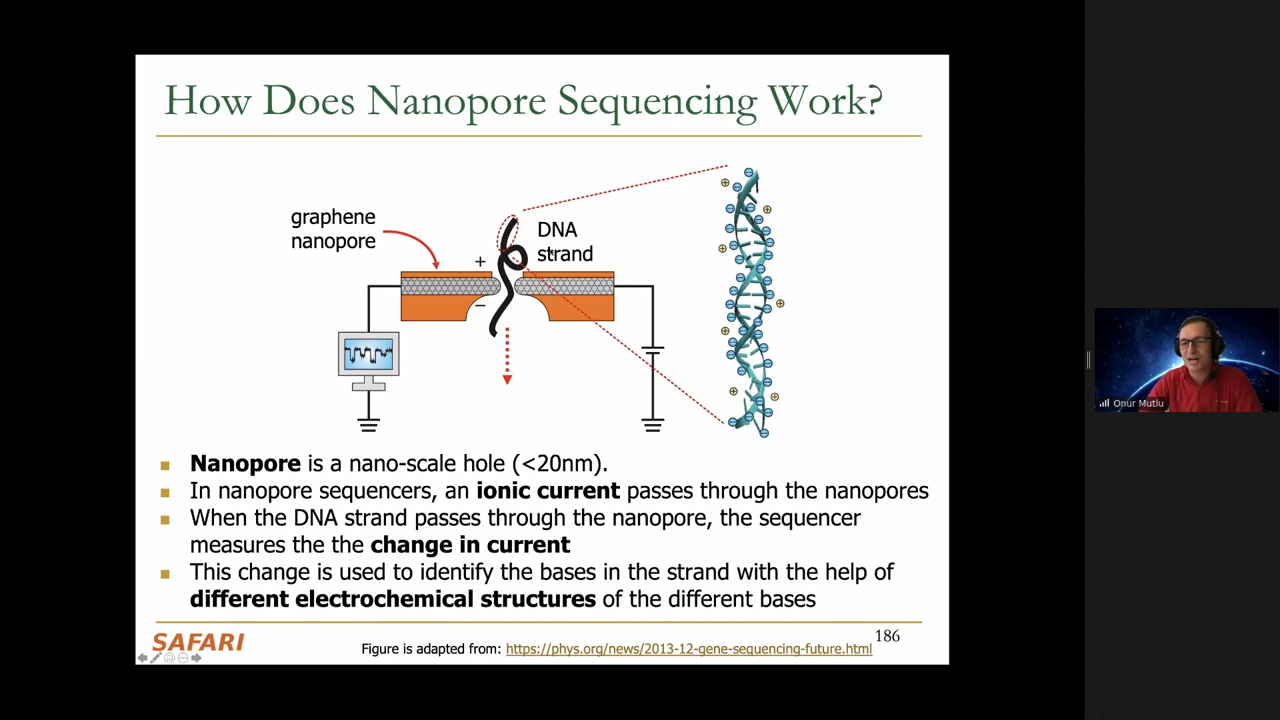 How Does Nanopore Sequencing Work?
graphene
nanopore
DNA
strand
+
−
Nanopore is a nano-scale hole (<20nm).
In nanopore sequencers, an ionic current passes through the nanopores
When the DNA strand passes through the nanopore, the sequencer
measures the the change in current
This change is used to identify the bases in the strand with the help of
different electrochemical structures of the different bases
SAFARI
Figure is adapted from: https://phys.org/news/2013-12-gene-sequencing-future.html
186
Onur Mutlu